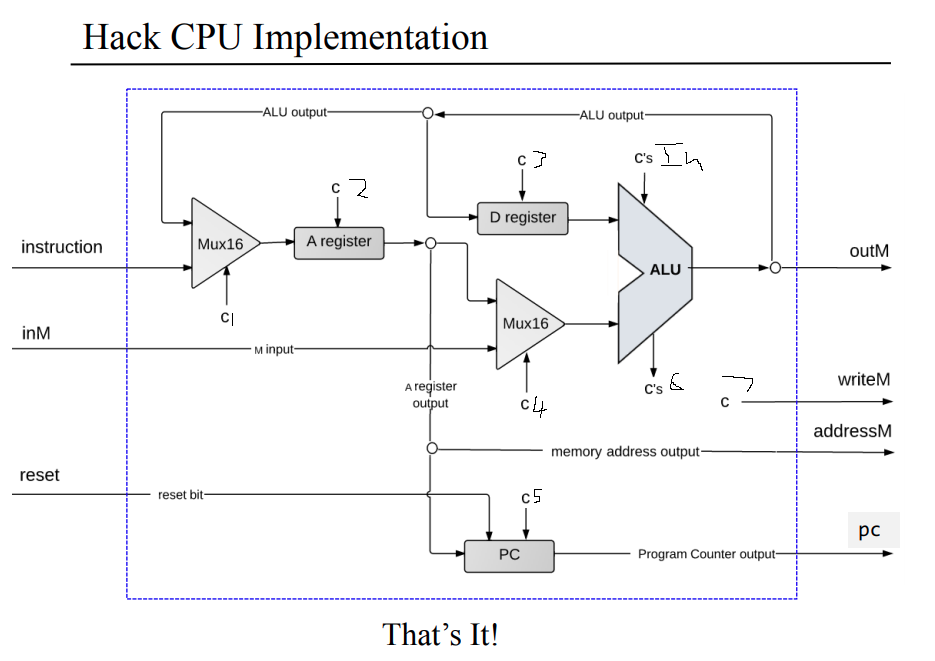 Hack CPU Implementation
ALU output
ALU output
c 3
c's In
c 2
D register
instruction
Mux16
A register
ALU
outM
c1
Mux16
inM
M input
c's 6
c 7
writeM
A register
output
c4
addressM
memory address output
reset
reset bit
c5
pc
PC
Program Counter output
That's It!